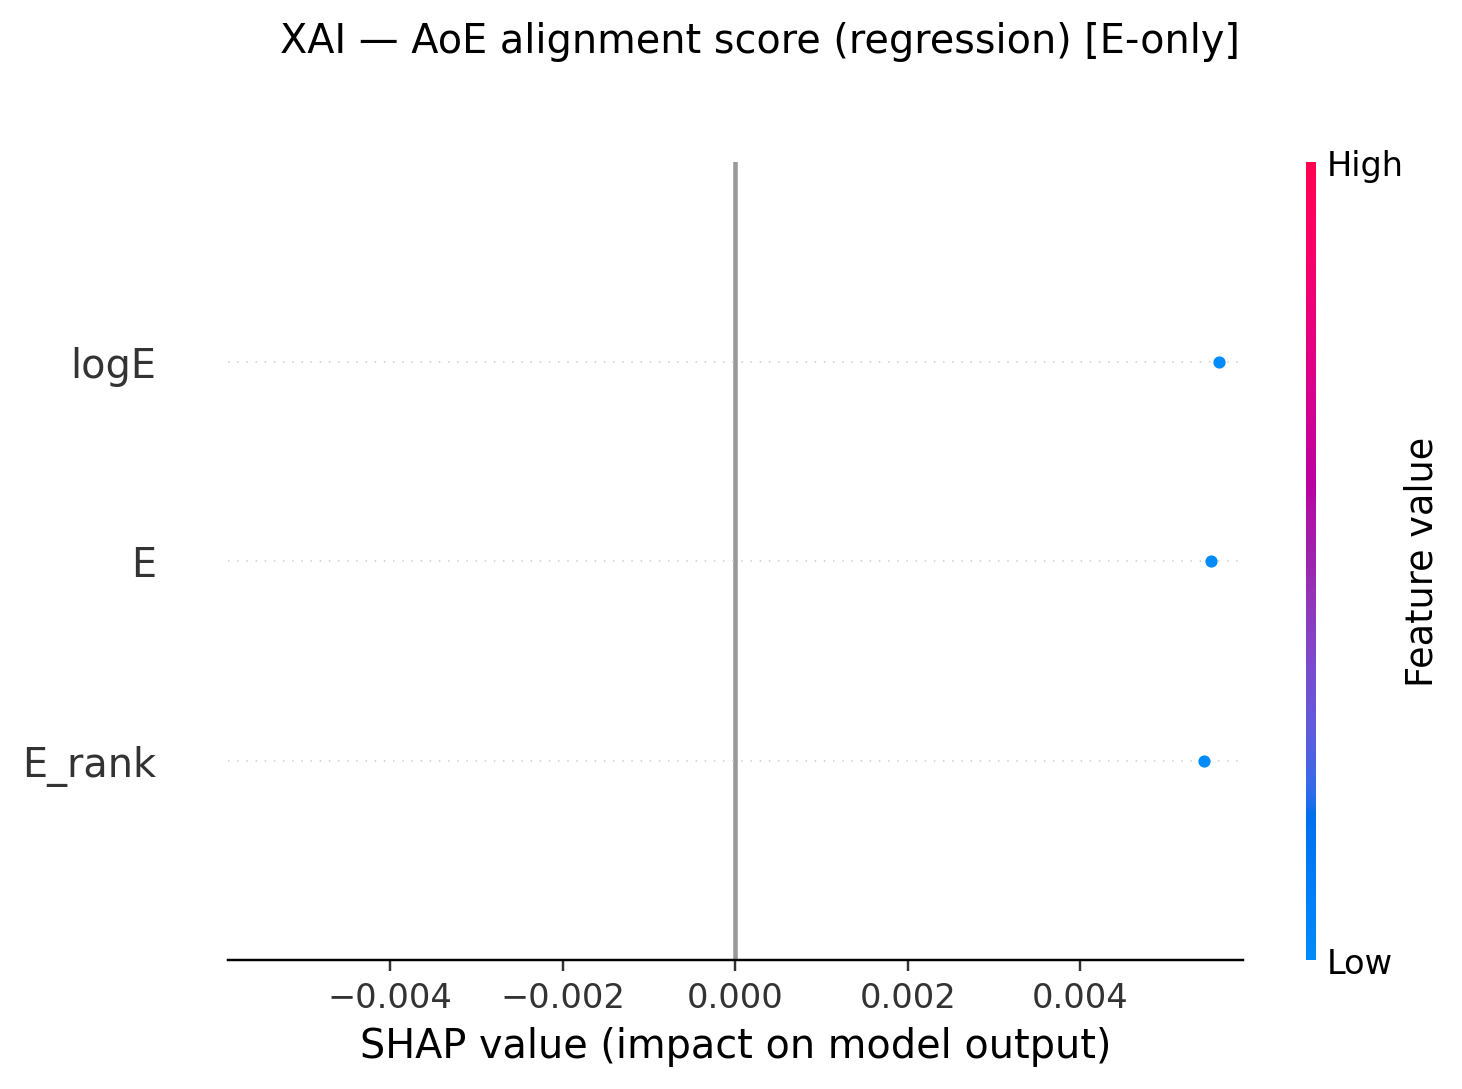 XAI — AoE alignment score (regression) [E-only]
High
logE
E
E_rank
Feature value
Low
−0.004 −0.002 0.000 0.002 0.004
SHAP value (impact on model output)